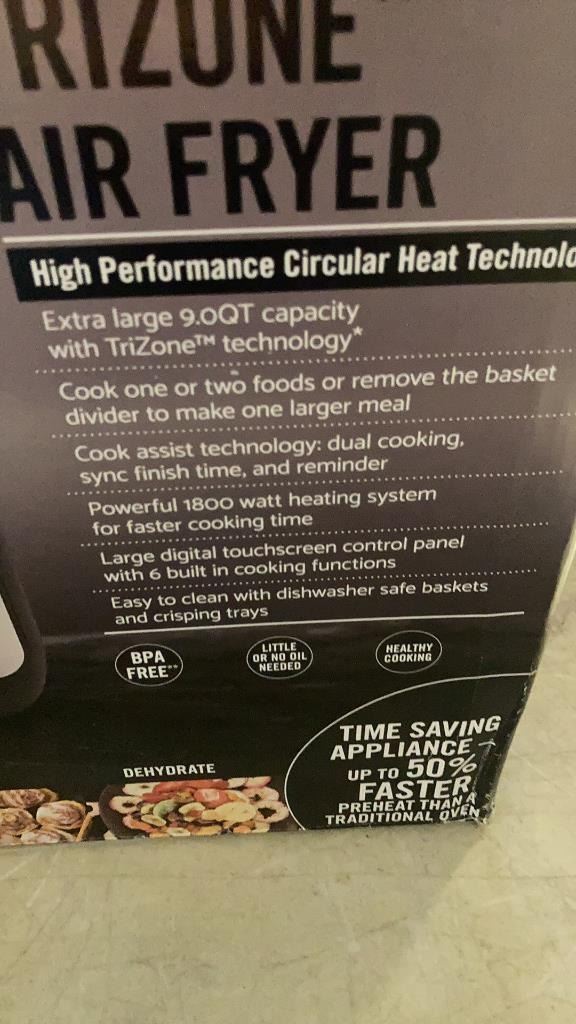 RIZONE
AIR FRYER
High Performance Circular Heat Technolo
Extra large 9.0QT capacity
with TriZone™ technology*
Cook one or two foods or remove the basket
divider to make one larger meal
Cook assist technology: dual cooking,
sync finish time, and reminder
Powerful 1800 watt heating system
for faster cooking time
Large digital touchscreen control panel
with 6 built in cooking functions
Easy to clean with dishwasher safe baskets
and crisping trays
BPA
FREE**
LITTLE
OR NO OIL
NEEDED
HEALTHY
COOKING
DEHYDRATE
TIME SAVING
APPLIANCE
UP TO 50%
FASTER
PREHEAT THAN A
TRADITIONAL OVEN